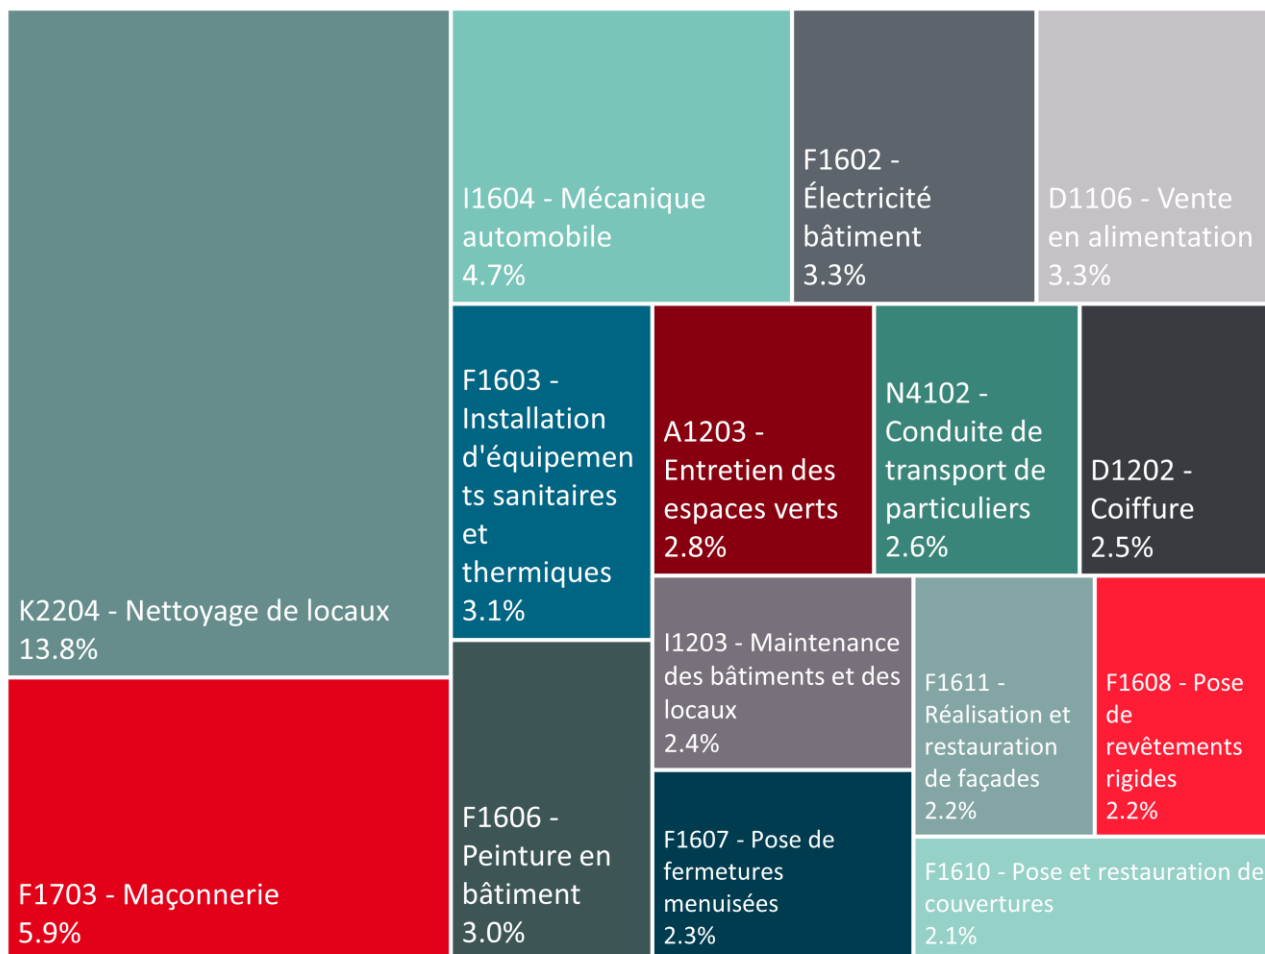 K2204 - Nettoyage de locaux
13.8%
F1703 - Maçonnerie
5.9%
I1604 - Mécanique
automobile
4.7%
F1602 -
Électricité
bâtiment
3.3%
D1106 - Vente
en alimentation
3.3%
F1603 -
Installation
d'équipemen
ts sanitaires
et
thermiques
3.1%
F1606 -
Peinture en
bâtiment
3.0%
A1203 -
Entretien des
espaces verts
2.8%
N4102 -
Conduite de
transport de
particuliers
2.6%
D1202 -
Coiffure
2.5%
I1203 - Maintenance
des bâtiments et des
locaux
2.4%
F1607 - Pose de
fermetures
menuisées
2.3%
F1611 -
Réalisation et
restauration
de façades
2.2%
F1608 - Pose
de
revêtements
rigides
2.2%
F1610 - Pose et restauration de
couvertures
2.1%